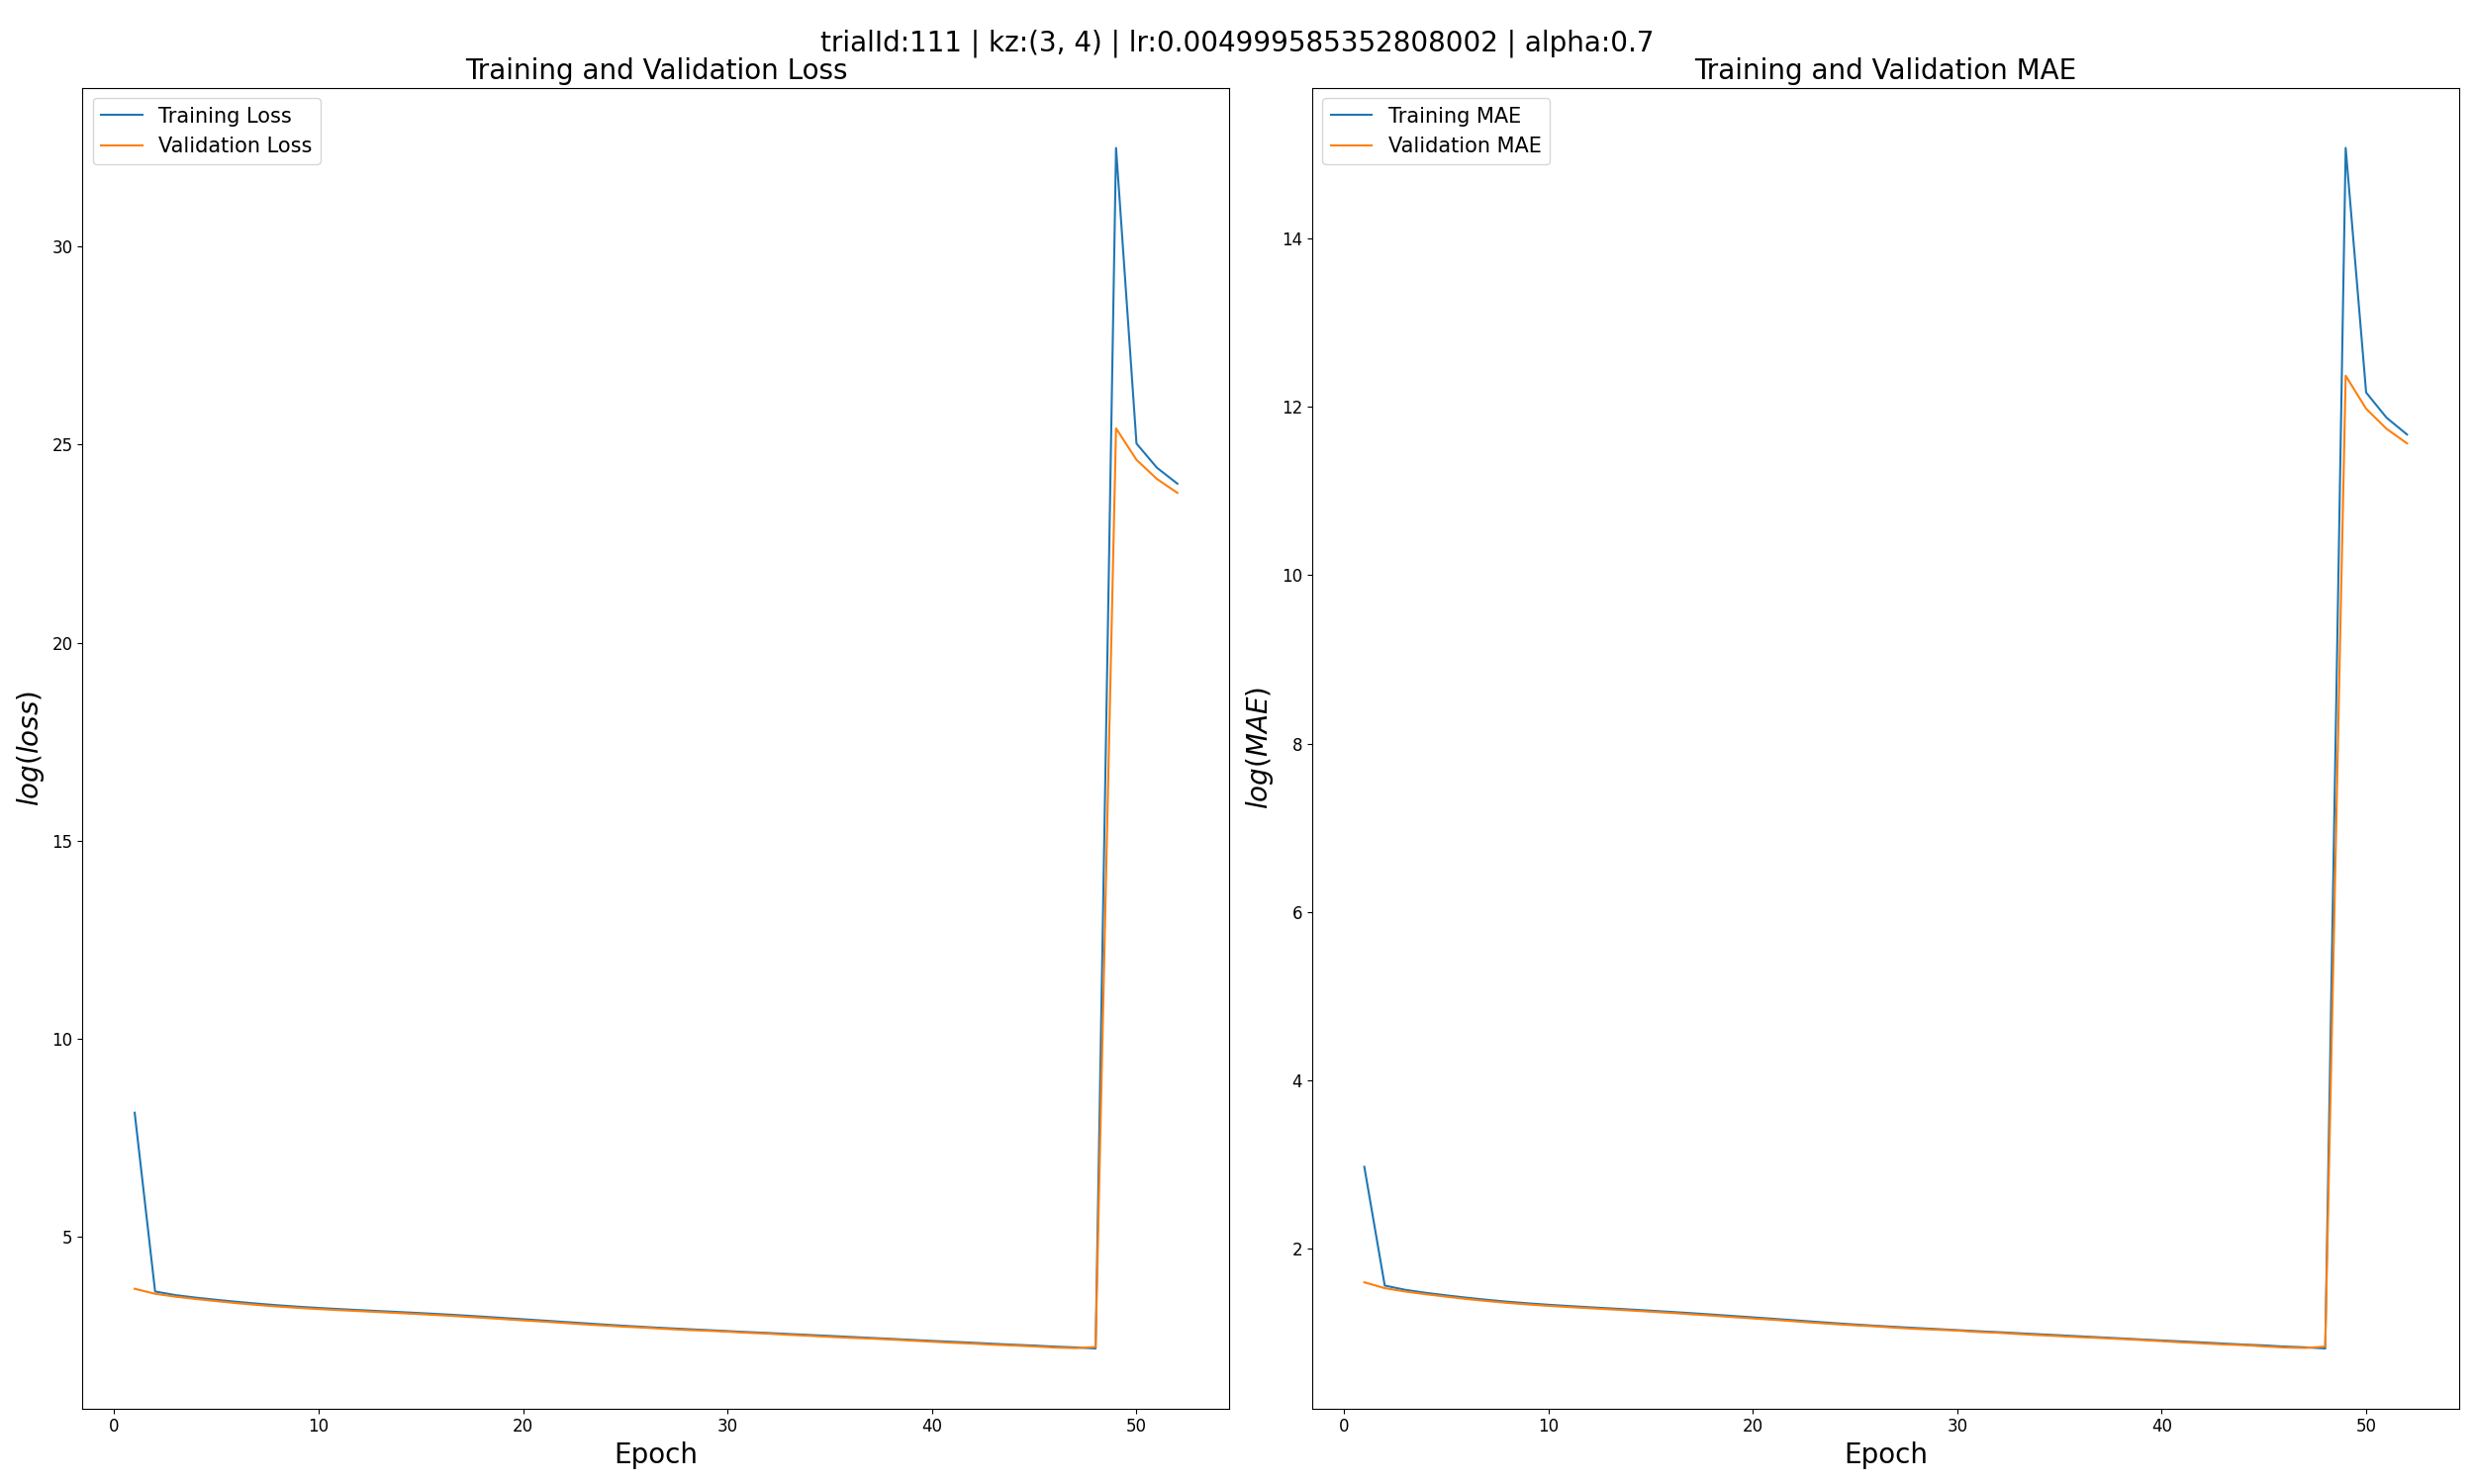 trialId:111 | kz:(3, 4) | lr:0.004999585352808002 | alpha:0.7
Training and Validation Loss
Training Loss
Validation Loss
30
25
20
15
10
5
log(loss)
0 10 20 30 40 50
Epoch
Training and Validation MAE
Training MAE
Validation MAE
14
12
10
8
6
4
2
log(MAE)
0 10 20 30 40 50
Epoch